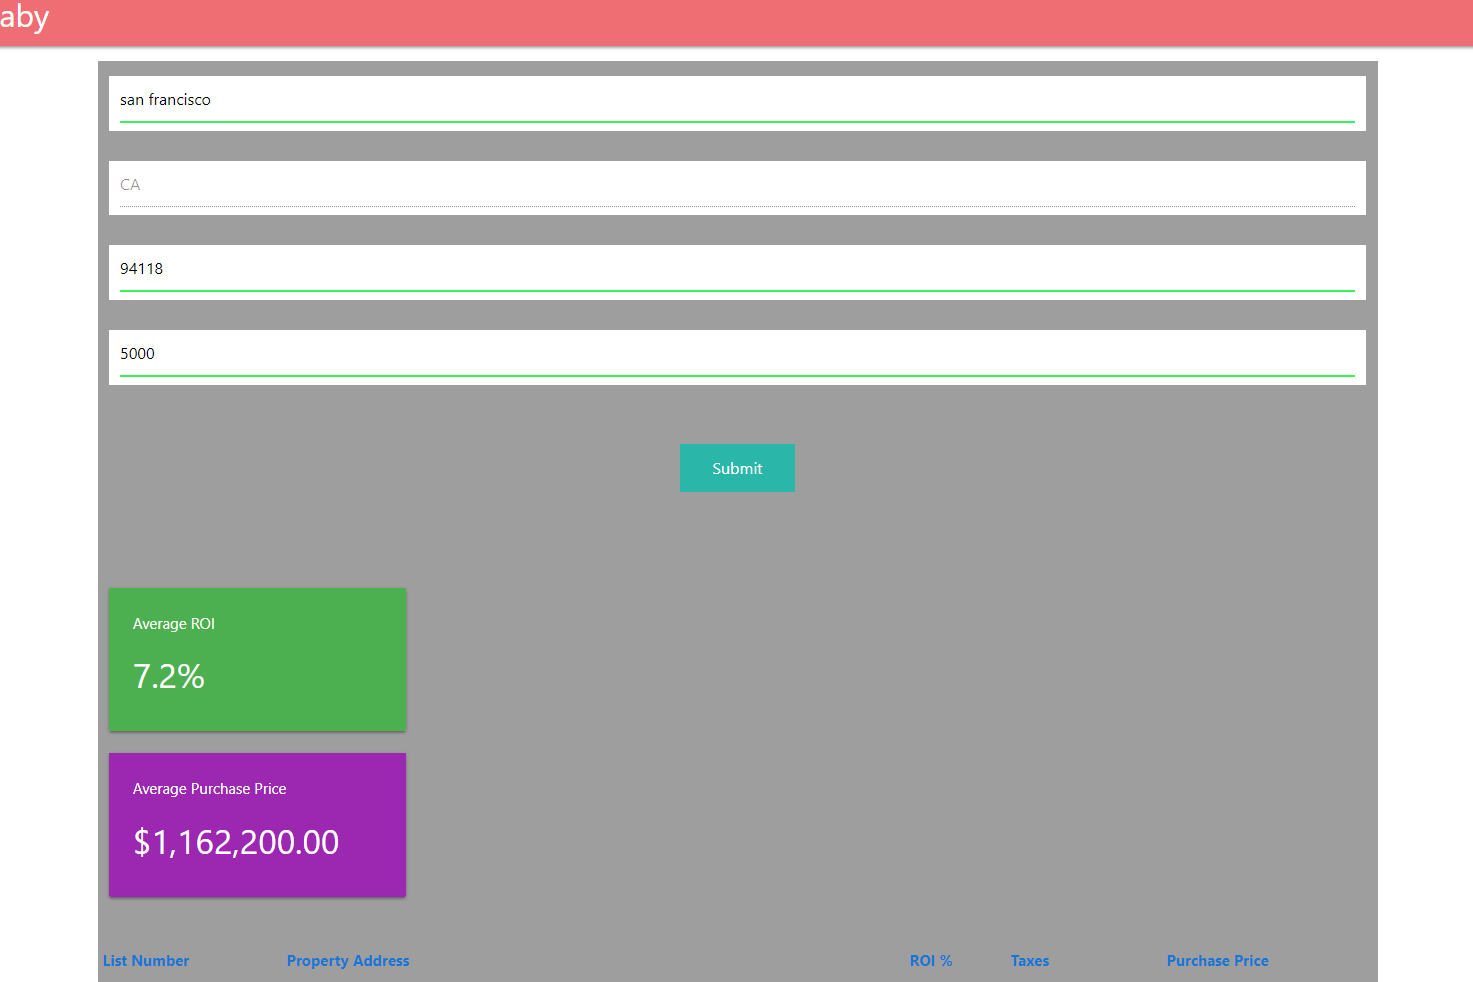 aby
san francisco
CA
94118
5000
Submit
Average ROI
7.2%
Average Purchase Price
$1,162,200.00
List Number Property Address ROI % Taxes Purchase Price